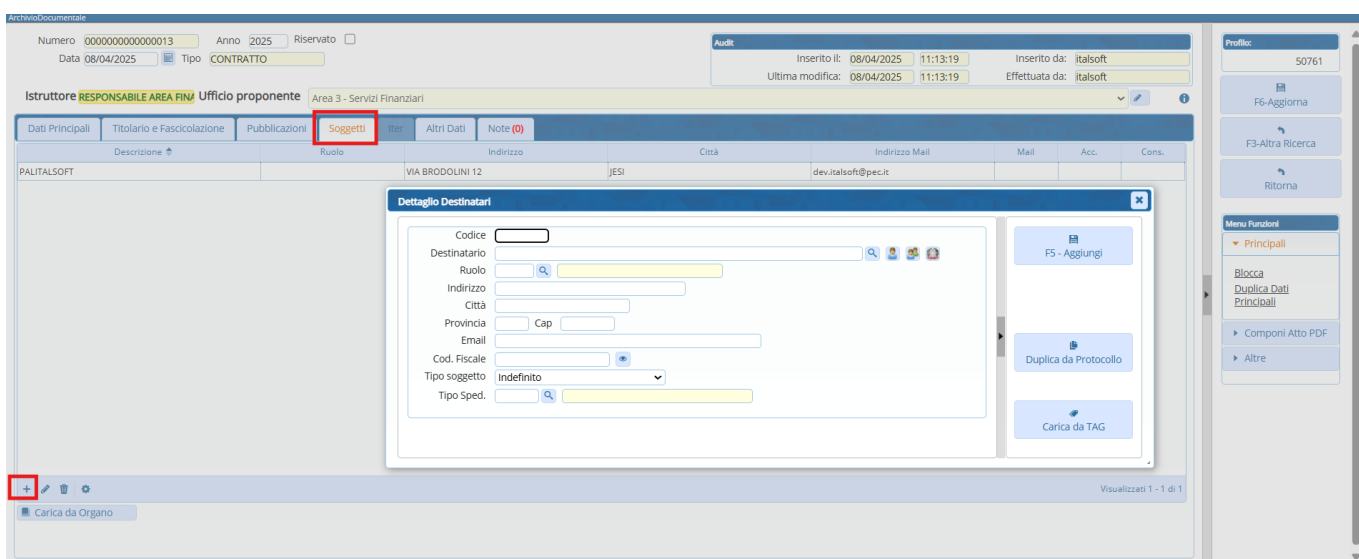 ArchivioDocumentale
Numero 0000000000000013 Anno 2025 Riservato
Data 08/04/2025 Tipo CONTRATTO
Istruttore RESPONSABILE AREA FINA Ufficio proponente Area 3 - Servizi Finanziari
Audit
Inserito il: 08/04/2025 11:13:19 Inserito da: italsoft
Ultima modifica: 08/04/2025 11:13:19 Effettuata da: italsoft
Dati Principali Titolario e Fascicolazione Pubblicazioni Soggetti Iter Altri Dati Note (0)
Descrizione Ruolo Indirizzo Città Indirizzo Mail Mail Acc. Cons.
PALITALSOFT VIA BRODOLINI 12 JESI dev.italsoft@pec.it
Dettaglio Destinatari
Codice
Destinatario
Ruolo
Indirizzo
Città
Provincia Cap
Email
Cod. Fiscale
Tipo soggetto Indefinito
Tipo Sped.
F5 - Aggiungi
Duplica da Protocollo
Carica da TAG
Visualizzati 1 - 1 di 1
Carica da Organo
Profilo:
50761
F6-Aggiorna
F3-Altra Ricerca
Ritorna
Menu Funzioni
Principali
Blocca
Duplica Dati
Principali
Componi Atto PDF
Altre